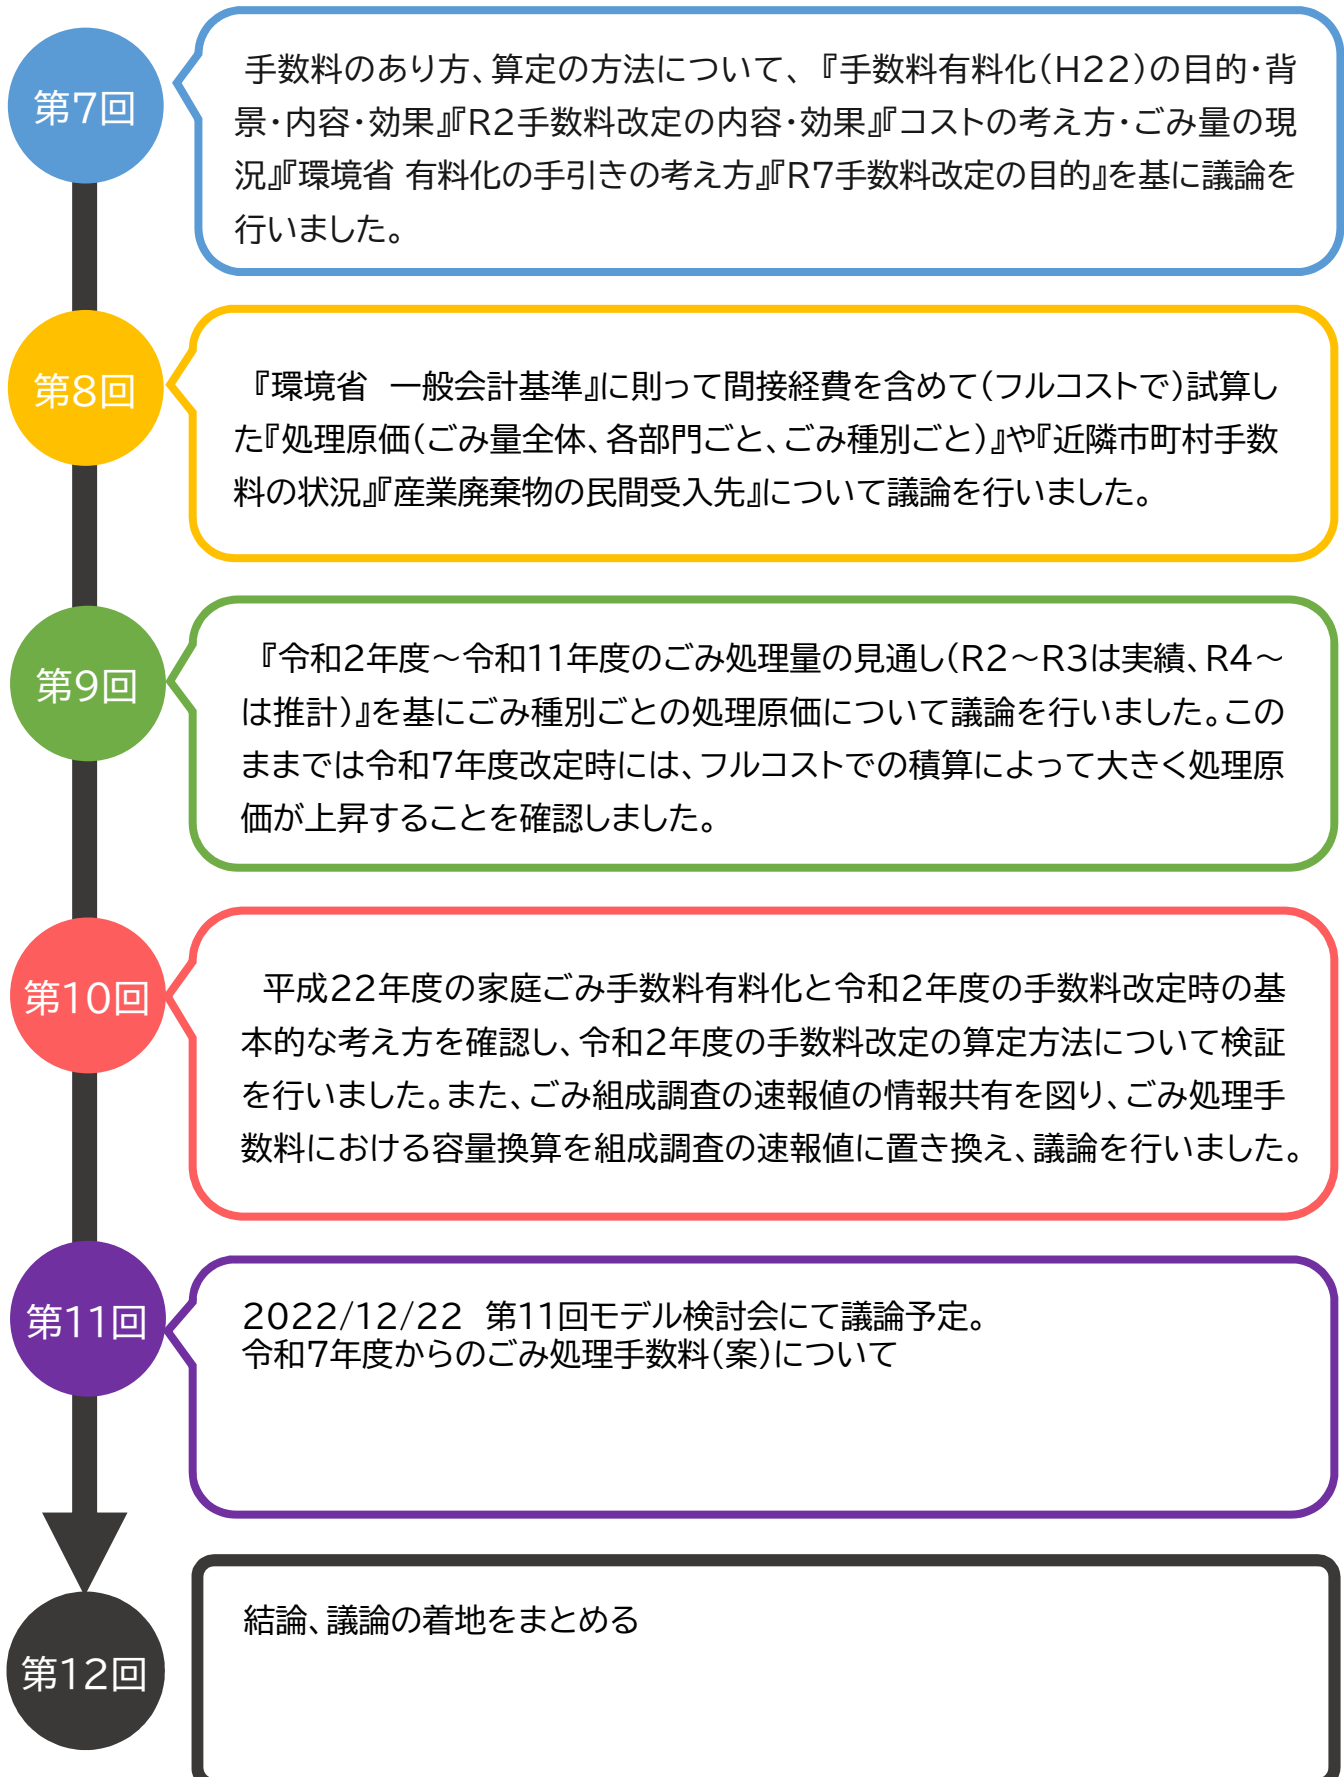 第7回
手数料のあり方、算定の方法について、『手数料有料化(H22)の目的・背
景・内容・効果』『R2手数料改定の内容・効果』『コストの考え方・ごみ量の現
況』『環境省 有料化の手引きの考え方』『R7手数料改定の目的』を基に議論を
行いました。
第8回
『環境省　一般会計基準』に則って間接経費を含めて(フルコストで)試算し
た『処理原価(ごみ量全体、各部門ごと、ごみ種別ごと)』や『近隣市町村手数
料の状況』『産業廃棄物の民間受入先』について議論を行いました。
第9回
『令和2年度～令和11年度のごみ処理量の見通し(R2～R3は実績、R4～
は推計)』を基にごみ種別ごとの処理原価について議論を行いました。この
ままでは令和7年度改定時には、フルコストでの積算によって大きく処理原
価が上昇することを確認しました。
第10回
平成22年度の家庭ごみ手数料有料化と令和2年度の手数料改定時の基
本的な考え方を確認し、令和2年度の手数料改定の算定方法について検証
を行いました。また、ごみ組成調査の速報値の情報共有を図り、ごみ処理手
数料における容量換算を組成調査の速報値に置き換え、議論を行いました。
第11回
2022/12/22　第11回モデル検討会にて議論予定。
令和7年度からのごみ処理手数料(案)について
第12回
結論、議論の着地をまとめる